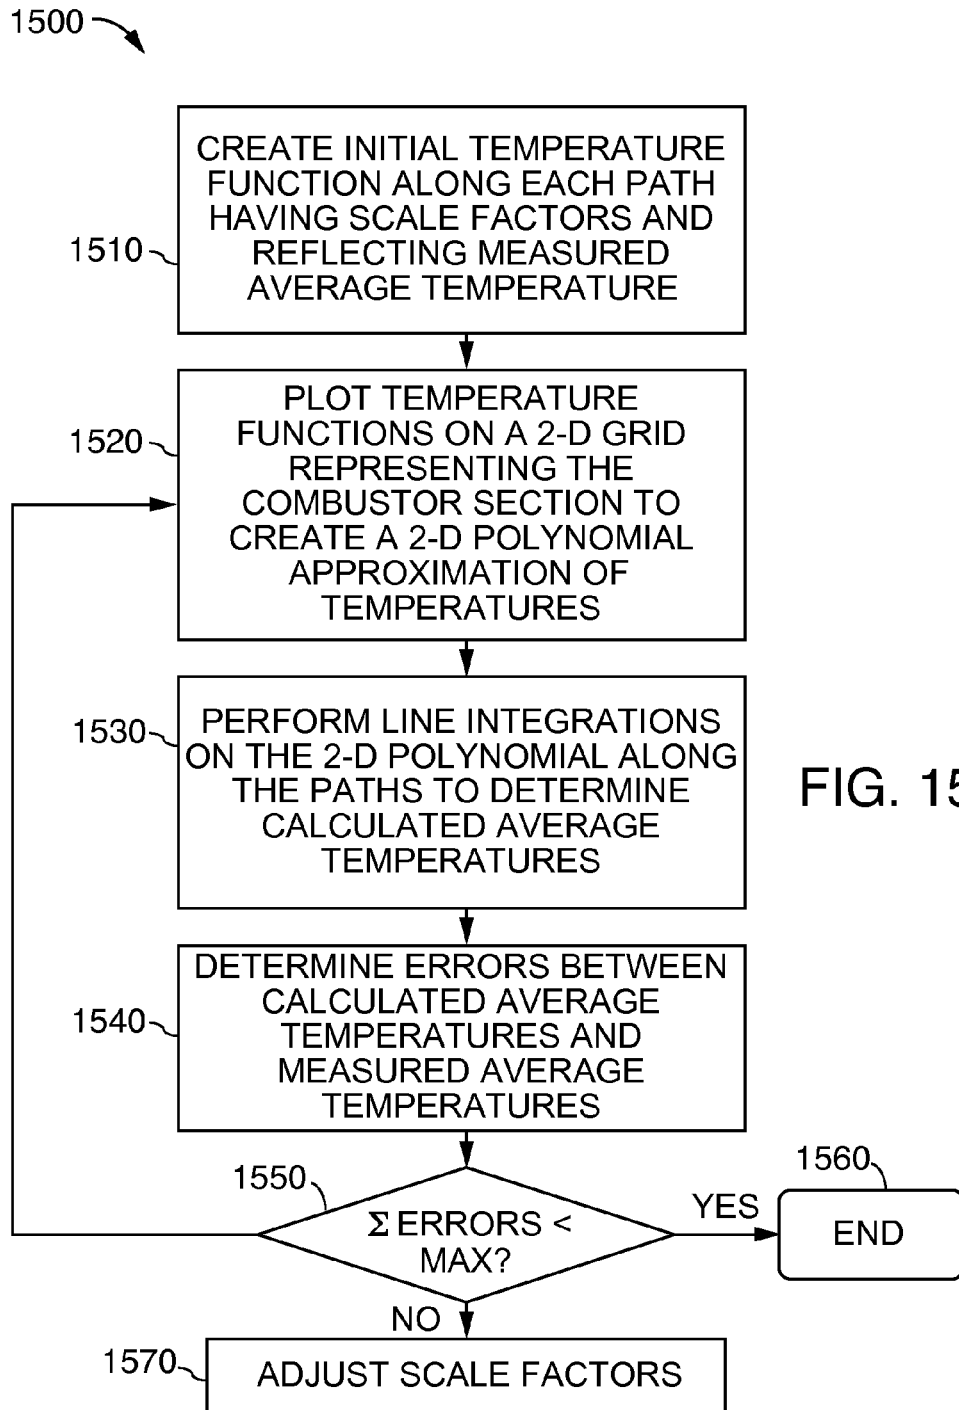 1500
CREATE INITIAL TEMPERATURE
FUNCTION ALONG EACH PATH
HAVING SCALE FACTORS AND
REFLECTING MEASURED
AVERAGE TEMPERATURE
1510
PLOT TEMPERATURE
FUNCTIONS ON A 2-D GRID
REPRESENTING THE
COMBUSTOR SECTION TO
CREATE A 2-D POLYNOMIAL
APPROXIMATION OF
TEMPERATURES
1520
PERFORM LINE INTEGRATIONS
ON THE 2-D POLYNOMIAL ALONG
THE PATHS TO DETERMINE
CALCULATED AVERAGE
TEMPERATURES
1530
FIG. 15
DETERMINE ERRORS BETWEEN
CALCULATED AVERAGE
TEMPERATURES AND
MEASURED AVERAGE
TEMPERATURES
1540
1550
Σ ERRORS <
MAX?
YES
1560
END
NO
1570
ADJUST SCALE FACTORS